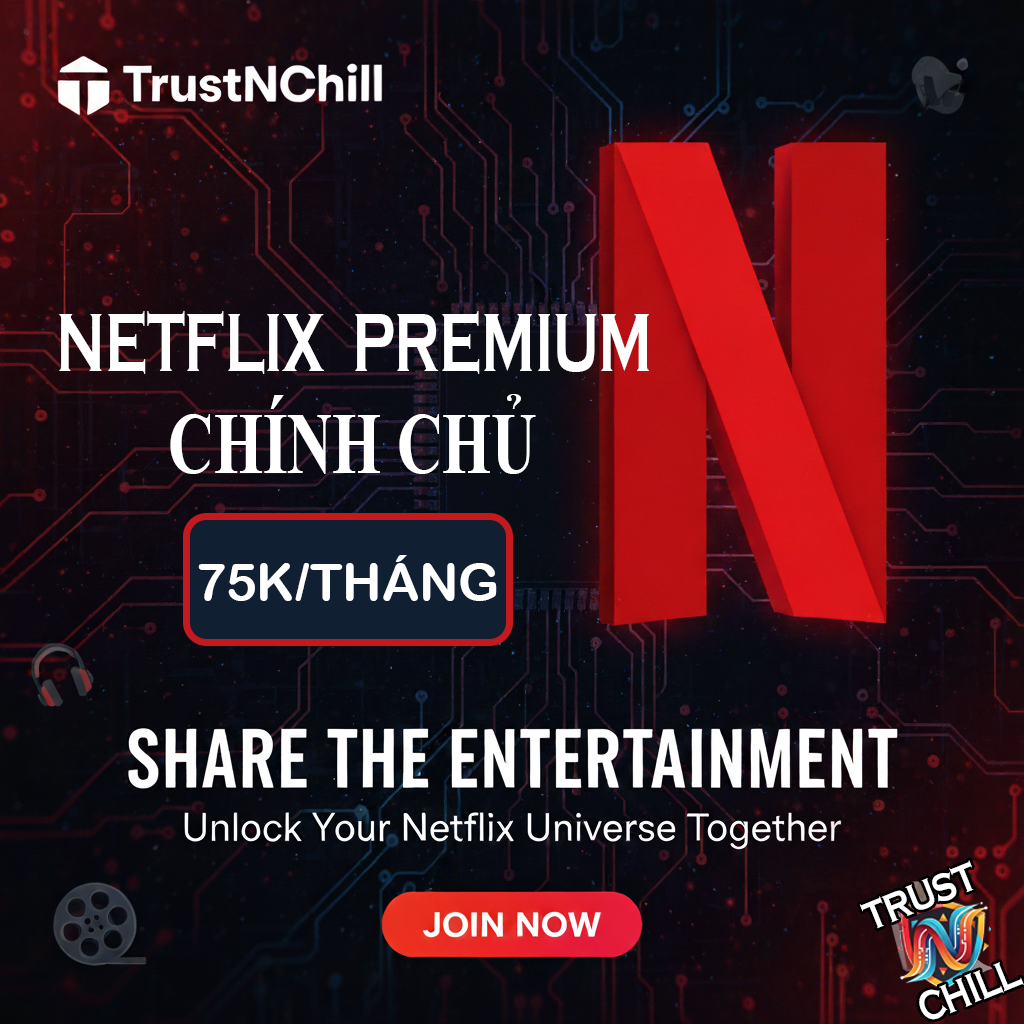 TrustNChill
NETFLIX PREMIUM
CHÍNH CHỦ
75K/THÁNG
SHARE THE ENTERTAINMENT
Unlock Your Netflix Universe Together
JOIN NOW
TRUST
N
CHILL